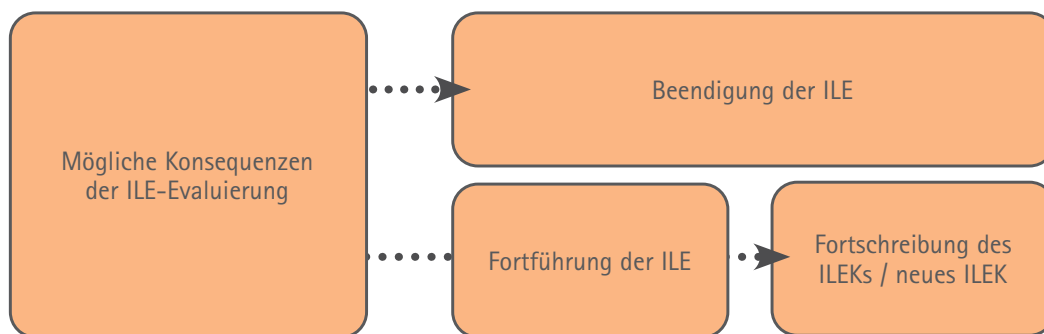 Mögliche Konsequenzen
der ILE-Evaluierung
Beendigung der ILE
Fortführung der ILE
Fortschreibung des
ILEKs / neues ILEK